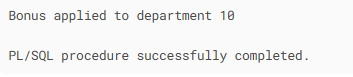 Bonus applied to department 10
PL/SQL procedure successfully completed.